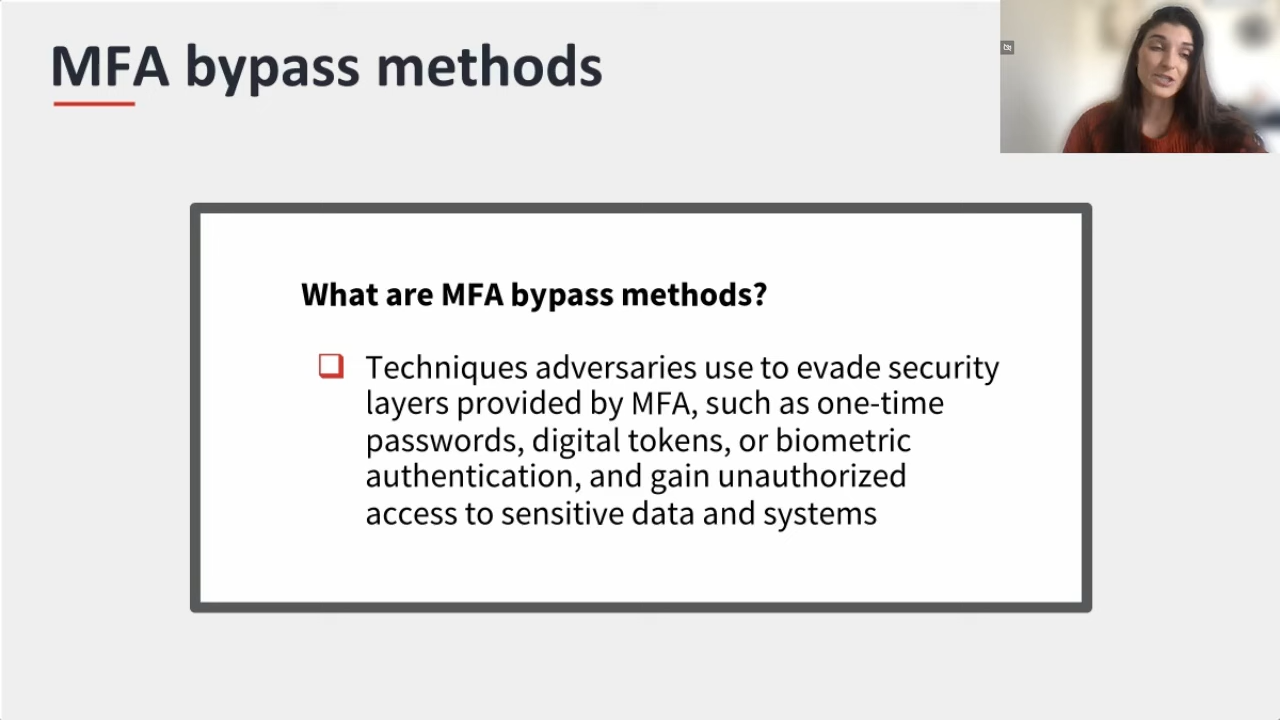 MFA bypass methods
What are MFA bypass methods?
Techniques adversaries use to evade security
layers provided by MFA, such as one-time
passwords, digital tokens, or biometric
authentication, and gain unauthorized
access to sensitive data and systems